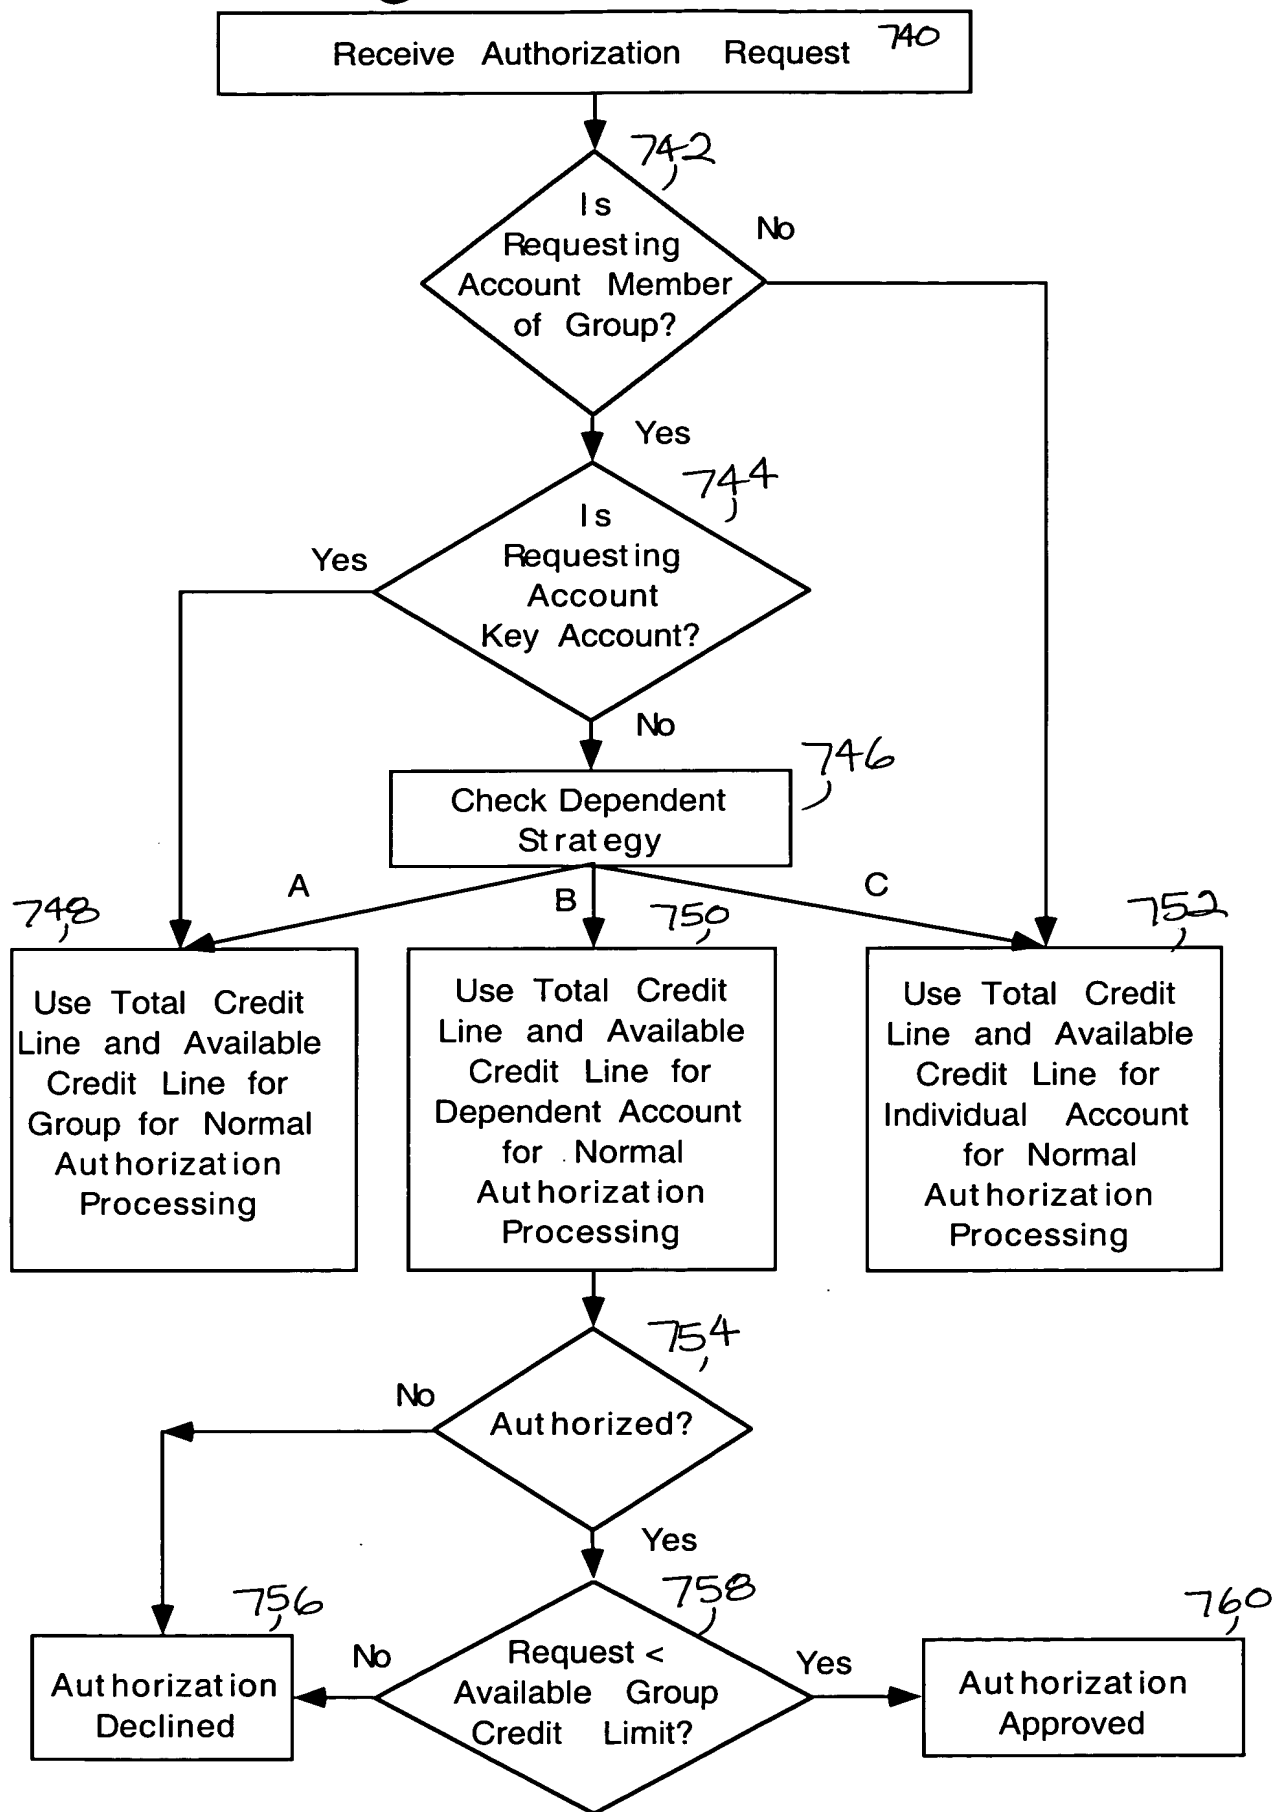 Receive Authorization Request 740
742
Is
Requesting
Account Member
of Group?
No
Yes
744
Is
Requesting
Account
Key Account?
Yes
No
746
Check Dependent
Strategy
A
B
C
748
750
752
Use Total Credit
Line and Available
Credit Line for
Group for Normal
Authorization
Processing
Use Total Credit
Line and Available
Credit Line for
Dependent Account
for Normal
Authorization
Processing
Use Total Credit
Line and Available
Credit Line for
Individual Account
for Normal
Authorization
Processing
754
No
Authorized?
Yes
756
758
760
Authorization
Declined
No
Request <
Available Group
Credit Limit?
Yes
Authorization
Approved